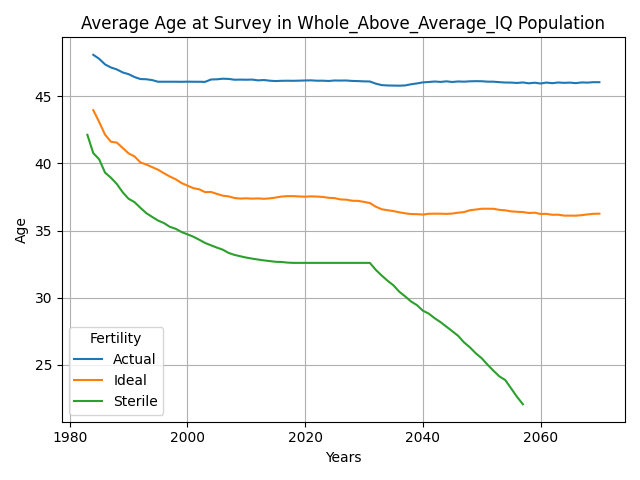 Average Age at Survey in Whole_Above_Average_IQ Population
Age
45
40
35
30
25
Fertility
Actual
Ideal
Sterile
1980
2000
2020
2040
2060
Years